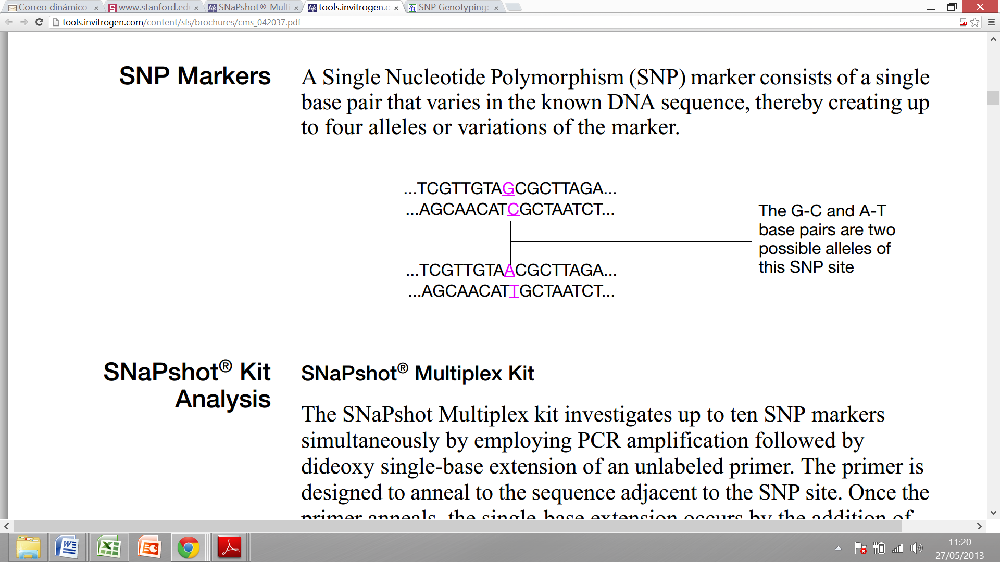 Correo dinámico
www.stanford.ed
SNaPshot® Multi
tools.invitrogen.c
SNP Genotyping:
tools.invitrogen.com/content/sfs/brochures/cms_042037.pdf
SNP Markers
A Single Nucleotide Polymorphism (SNP) marker consists of a single
base pair that varies in the known DNA sequence, thereby creating up
to four alleles or variations of the marker.
...TCGTTGTAGCGCTTAGA...
...AGCAACATCGCTAATCT...
The G-C and A-T
base pairs are two
possible alleles of
this SNP site
...TCGTTGTAACGCTTAGA...
...AGCAACATTGCTAATCT...
SNaPshot® Kit
Analysis
SNaPshot® Multiplex Kit
The SNaPshot Multiplex kit investigates up to ten SNP markers
simultaneously by employing PCR amplification followed by
dideoxy single-base extension of an unlabeled primer. The primer is
designed to anneal to the sequence adjacent to the SNP site. Once the
primer anneals, the single-base extension occurs by the addition of
11:20
27/05/2013